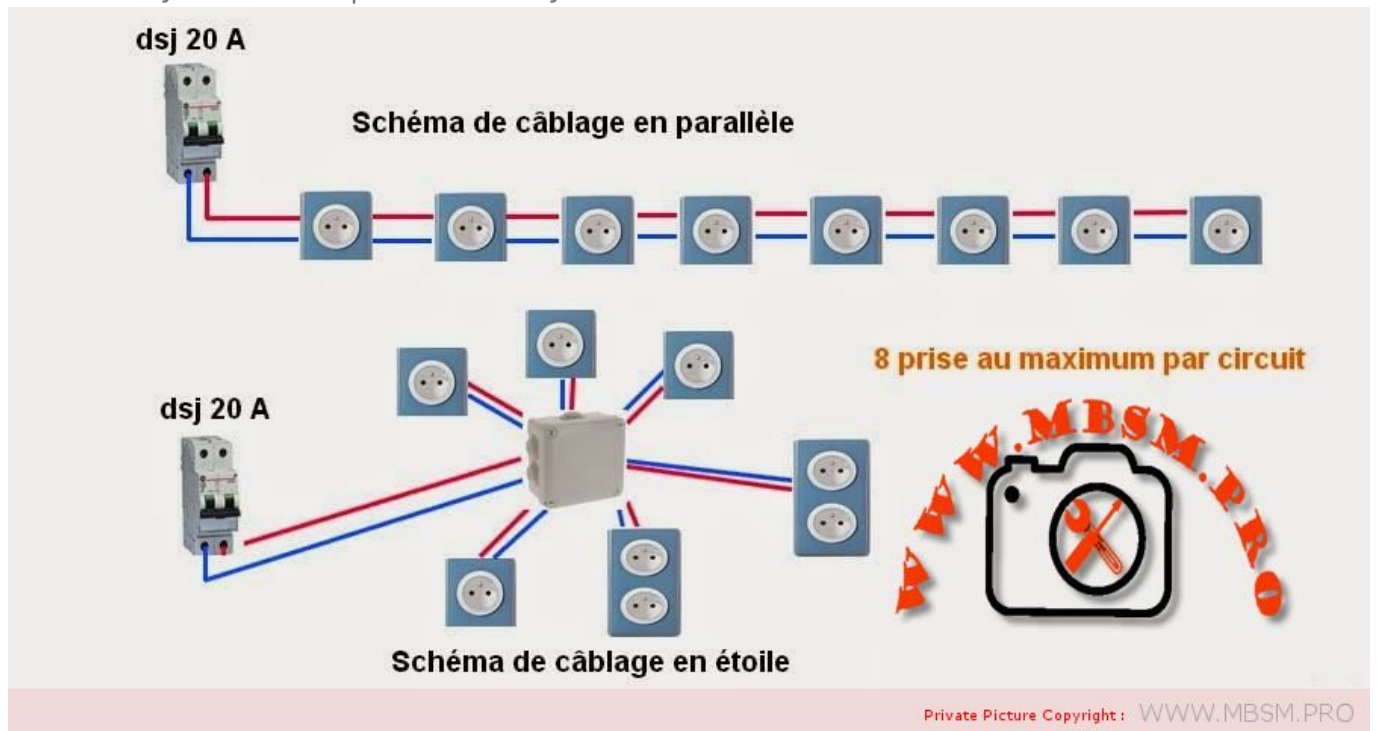 dsj 20 A
Schéma de câblage en parallèle
8 prise au maximum par circuit
dsj 20 A
WWW.MBSM.PRO
Schéma de câblage en étoile
Private Picture Copyright : WWW.MBSM.PRO